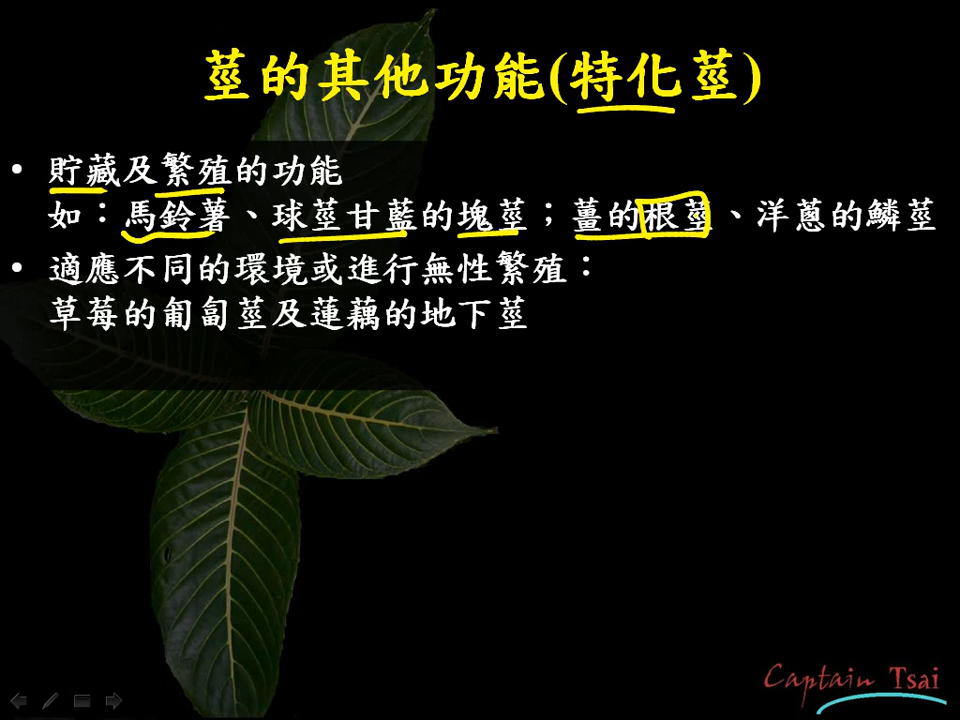 莖的其他功能(特化莖)
• 貯藏及繁殖的功能
如：馬鈴薯、球莖甘藍的塊莖；薑的根莖、洋蔥的鱗莖
• 適應不同的環境或進行無性繁殖：
草莓的匍匐莖及蓮藕的地下莖
Captain Tsai